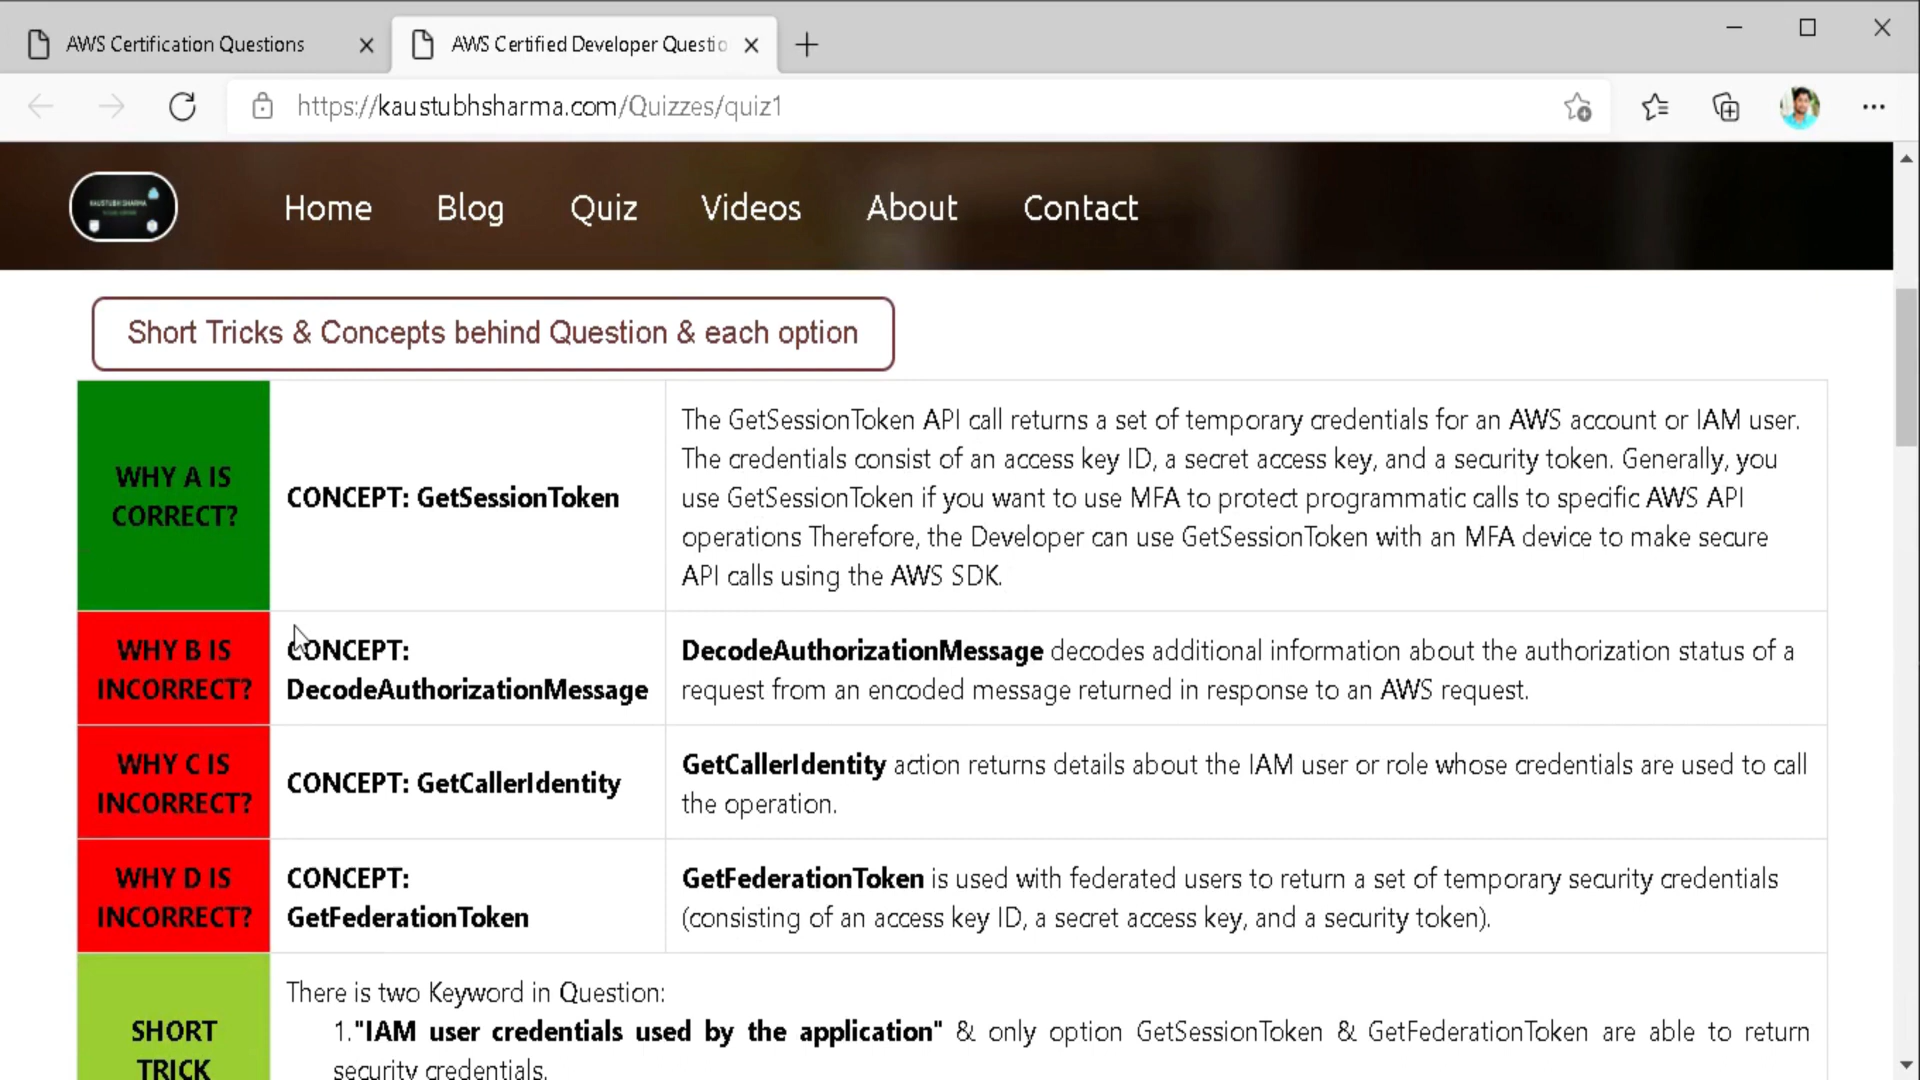 AWS Certification Questions
AWS Certified Developer Questio
https://kaustubhsharma.com/Quizzes/quiz1
KAUSTUBH SHARMA
Home Blog Quiz Videos About Contact
Short Tricks & Concepts behind Question & each option
WHY A IS
CORRECT?
CONCEPT: GetSessionToken
The GetSessionToken API call returns a set of temporary credentials for an AWS account or IAM user.
The credentials consist of an access key ID, a secret access key, and a security token. Generally, you
use GetSessionToken if you want to use MFA to protect programmatic calls to specific AWS API
operations Therefore, the Developer can use GetSessionToken with an MFA device to make secure
API calls using the AWS SDK.
WHY B IS
INCORRECT?
CONCEPT:
DecodeAuthorizationMessage
DecodeAuthorizationMessage decodes additional information about the authorization status of a
request from an encoded message returned in response to an AWS request.
WHY C IS
INCORRECT?
CONCEPT: GetCallerIdentity
GetCallerIdentity action returns details about the IAM user or role whose credentials are used to call
the operation.
WHY D IS
INCORRECT?
CONCEPT:
GetFederationToken
GetFederationToken is used with federated users to return a set of temporary security credentials
(consisting of an access key ID, a secret access key, and a security token).
SHORT
TRICK
There is two Keyword in Question:
1."IAM user credentials used by the application" & only option GetSessionToken & GetFederationToken are able to return
security credentials.